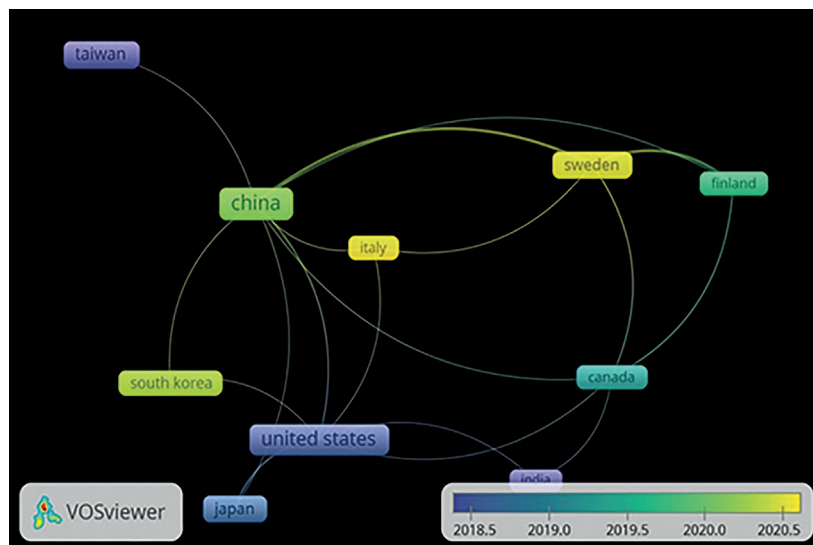 taiwan
sweden
finland
china
italy
canada
south korea
united states
india
japan
VOSviewer
2018.5 2019.0 2019.5 2020.0 2020.5